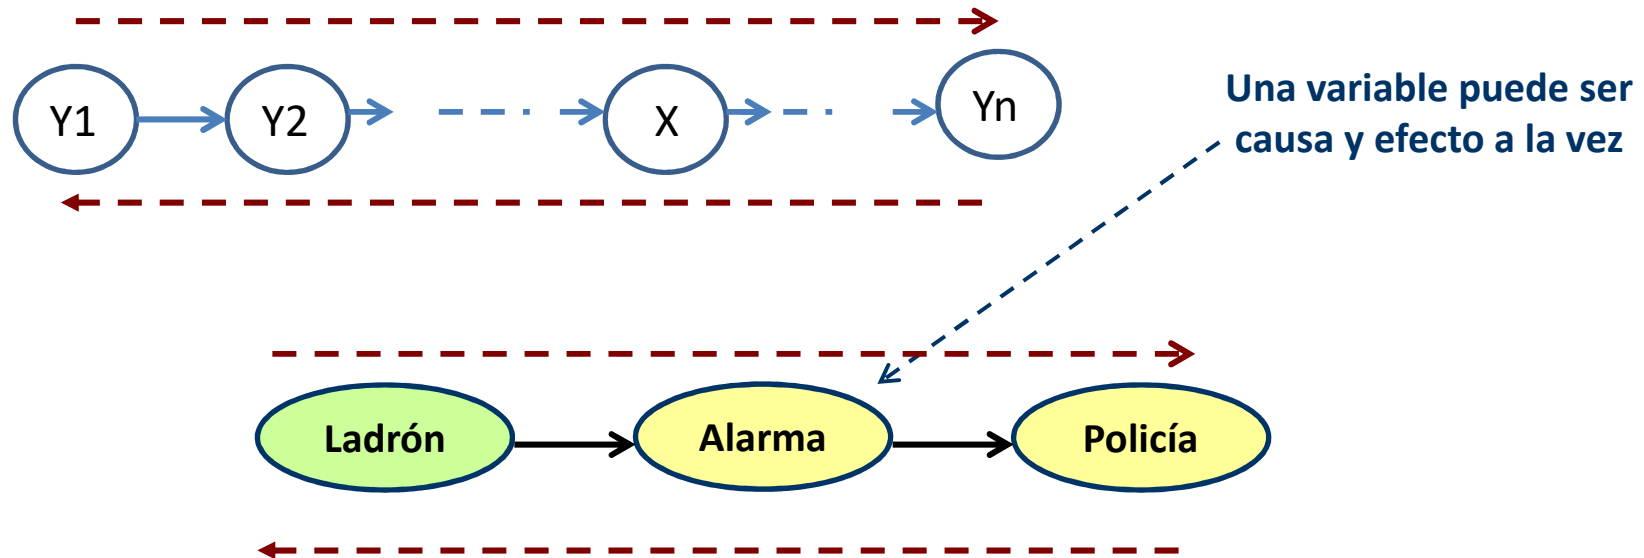 Y1
Y2
X
Yn
Una variable puede ser
causa y efecto a la vez
Ladrón
Alarma
Policía